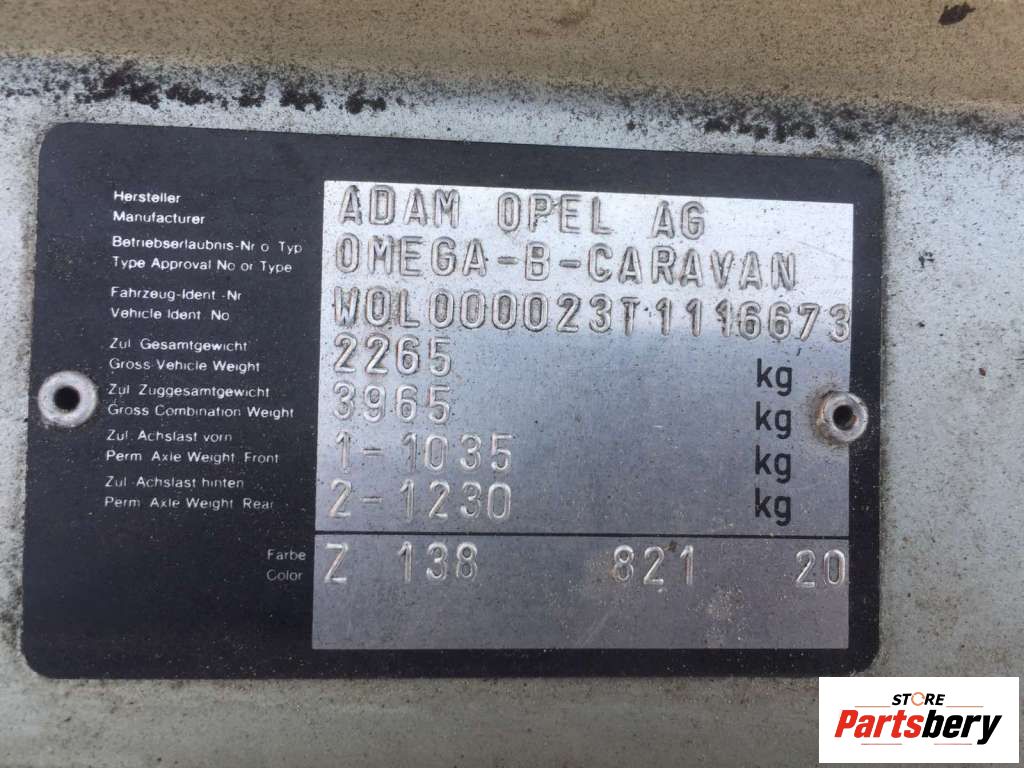 Hersteller
Manufacturer
ADAM OPEL AG
Betriebserlaubnis-Nr o Typ
Type Approval No or Type
OMEGA-B-CARAVAN
Fahrzeug-Ident.-Nr
Vehicle Ident. No
W0L000023T1116673
Zul Gesamtgewicht
Gross Vehicle Weight
2265 kg
Zul Zuggesamtgewicht
Gross Combination Weight
3965 kg
Zul. Achslast vorn
Perm Axle Weight Front
1-1035 kg
Zul -Achslast hinten
Perm Axle Weight Rear
2-1230 kg
Farbe
Color
Z 138 821 20
STORE
Partsbery